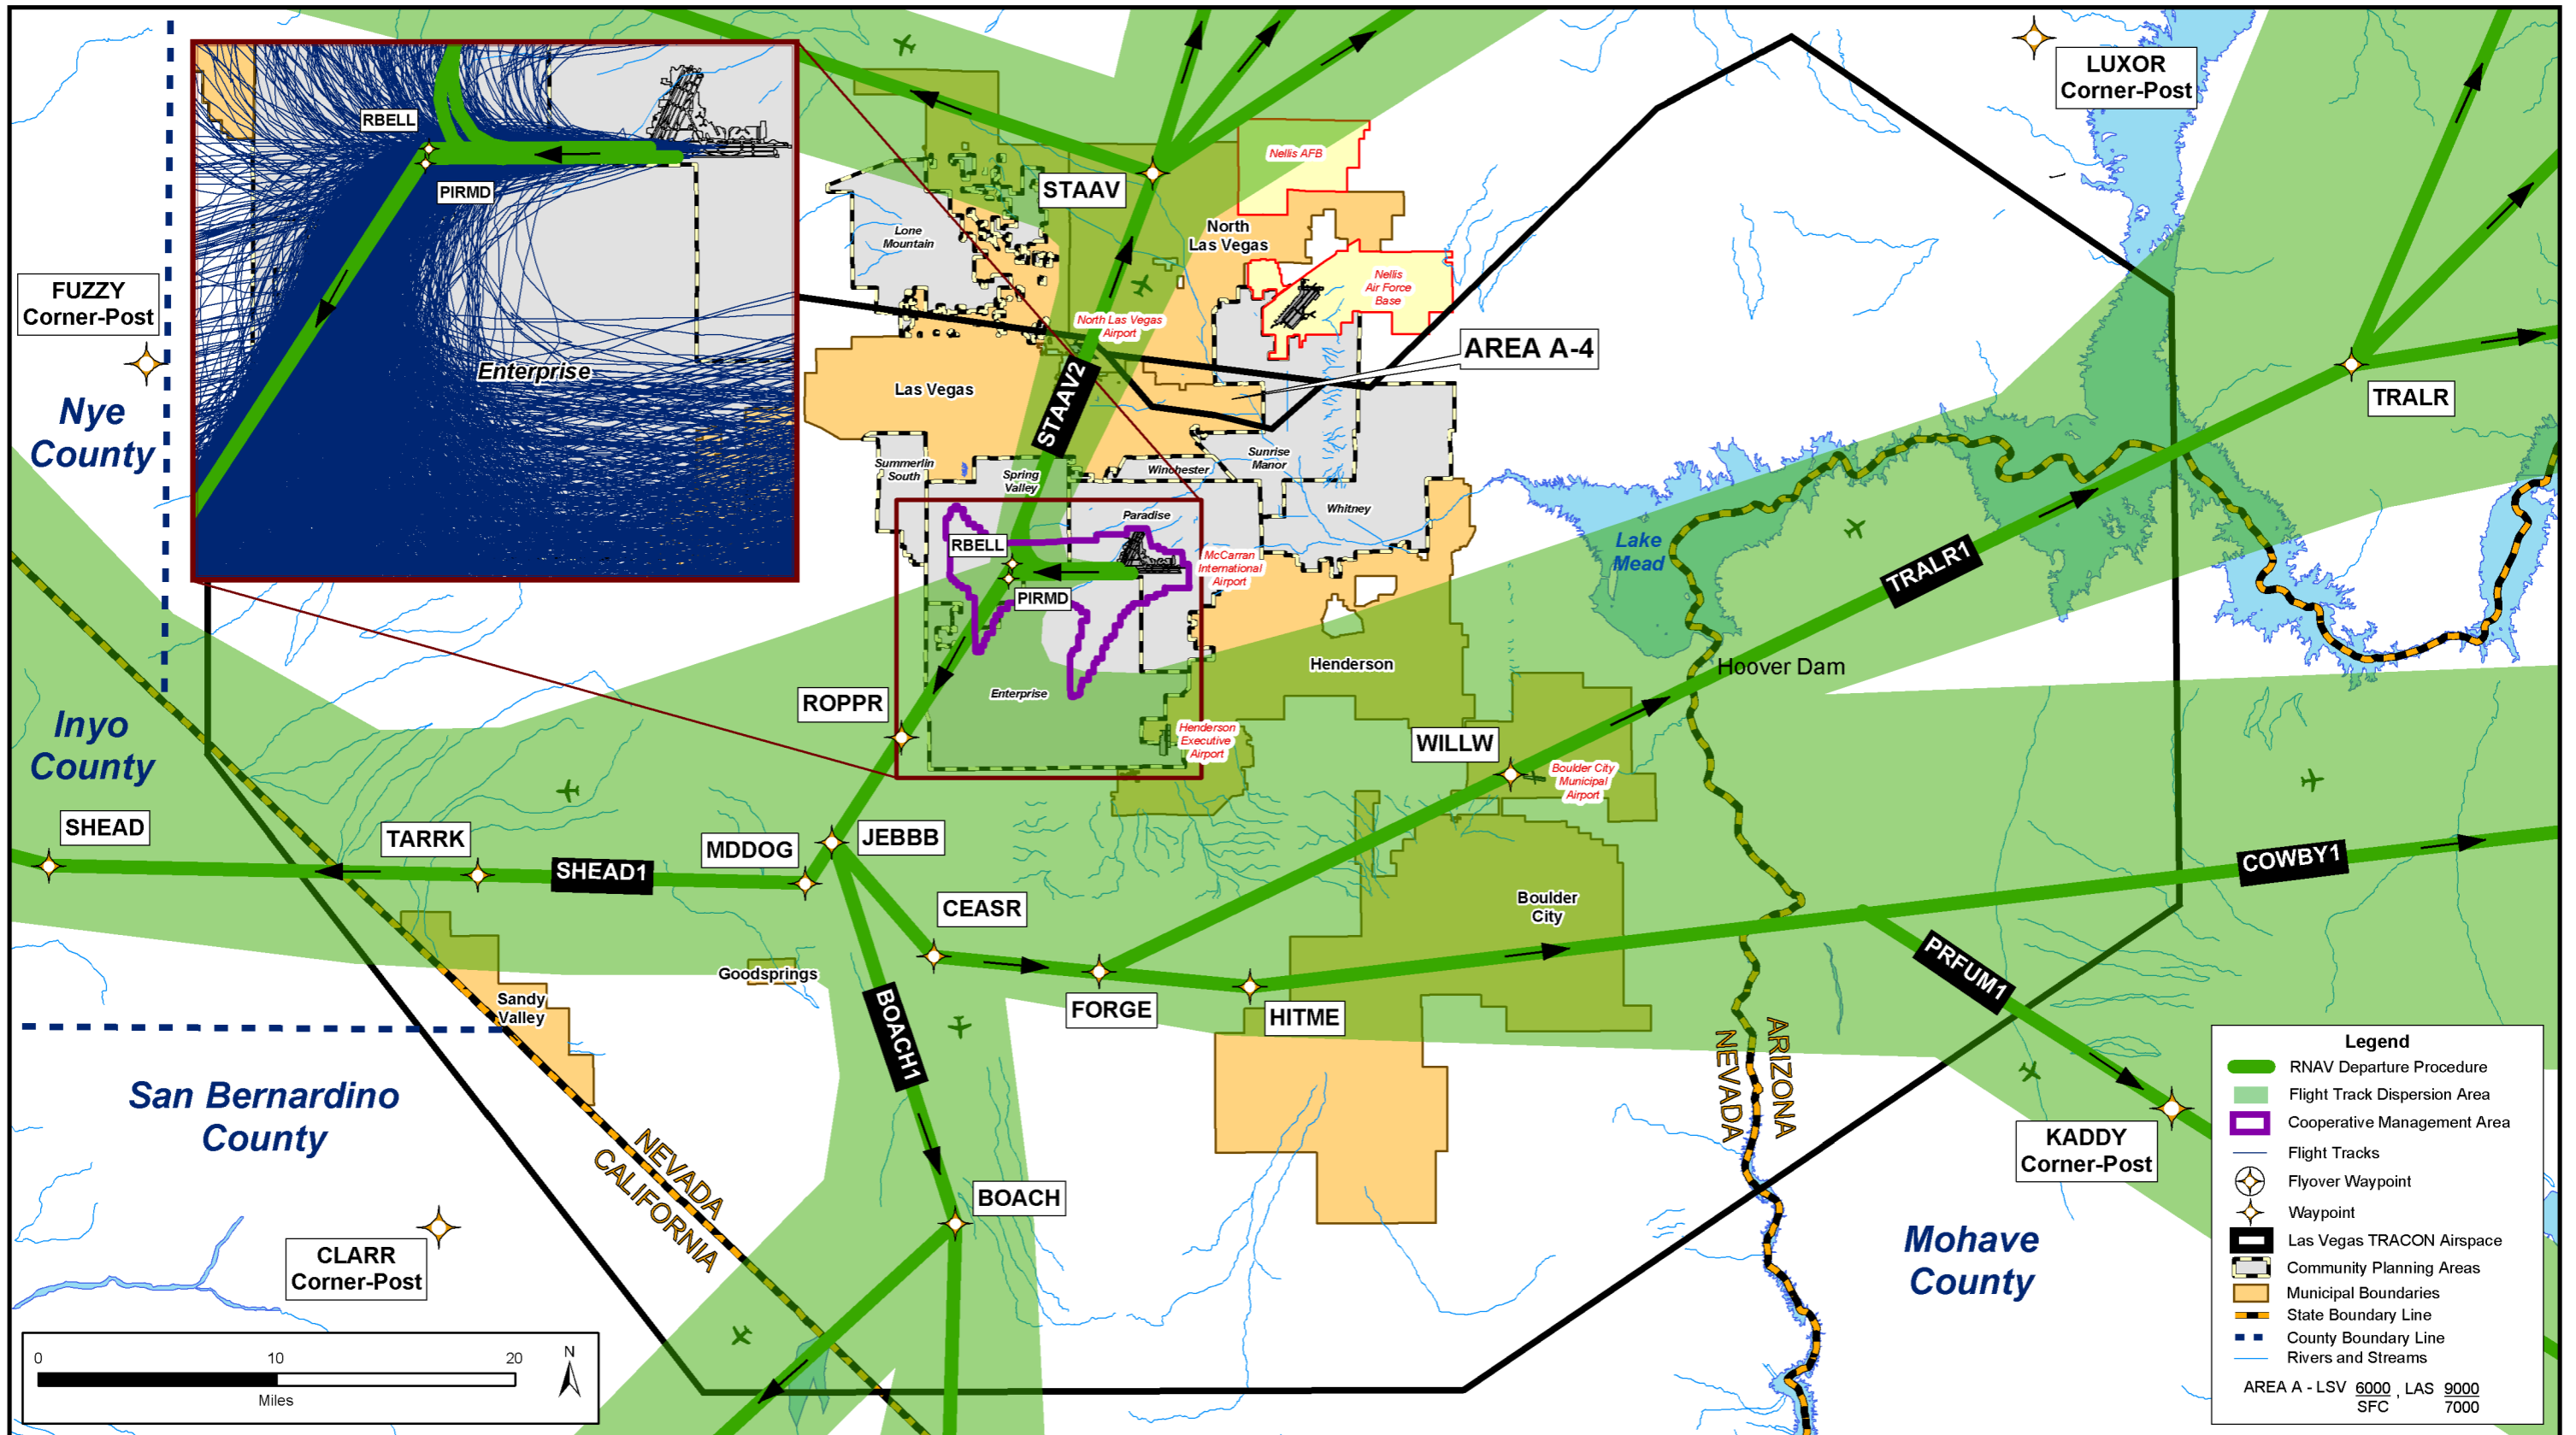 RBELL
PIRMD
Enterprise
LUXOR
Corner-Post
Nellis AFB
STAAV
North
Las Vegas
Lone
Mountain
FUZZY
Corner-Post
Nellis
Air Force
Base
North Las Vegas
Airport
AREA A-4
Nye
County
Las Vegas
STAAV2
TRALR
Summerlin
South
Spring
Valley
Winchester
Sunrise
Manor
Whitney
Paradise
RBELL
McCarran
International
Airport
PIRMD
Lake
Mead
TRALR1
Henderson
Hoover Dam
Enterprise
ROPPR
Henderson
Executive
Airport
WILLW
Boulder City
Municipal
Airport
Inyo
County
SHEAD
TARRK
SHEAD1
MDDOG
JEBBB
COWBY1
CEASR
Boulder
City
Goodsprings
Sandy
Valley
FORGE
HITME
PRFUM1
BOACH1
NEVADA
ARIZONA
San Bernardino
County
KADDY
Corner-Post
NEVADA
CALIFORNIA
BOACH
CLARR
Corner-Post
Mohave
County
0 10 20
Miles
N
Legend
RNAV Departure Procedure
Flight Track Dispersion Area
Cooperative Management Area
Flight Tracks
Flyover Waypoint
Waypoint
Las Vegas TRACON Airspace
Community Planning Areas
Municipal Boundaries
State Boundary Line
County Boundary Line
Rivers and Streams
AREA A - LSV 6000 , LAS 9000
SFC 7000